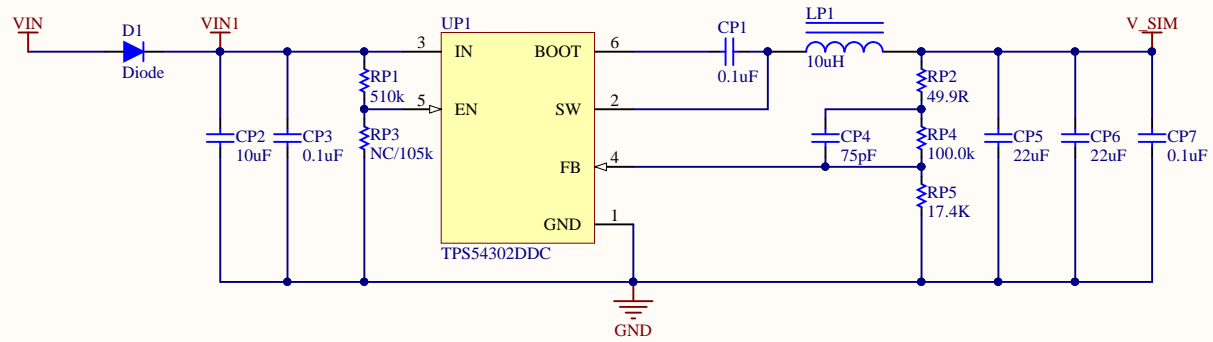 VIN
D1
Diode
VIN1
UP1
LP1
V_SIM
3
IN
BOOT
6
CP1
0.1uF
10uH
RP1
510k
RP2
49.9R
5
EN
SW
2
CP2
10uF
CP3
0.1uF
RP3
NC/105k
CP4
75pF
RP4
100.0k
CP5
22uF
CP6
22uF
CP7
0.1uF
FB
4
RP5
17.4K
GND
1
TPS54302DDC
GND